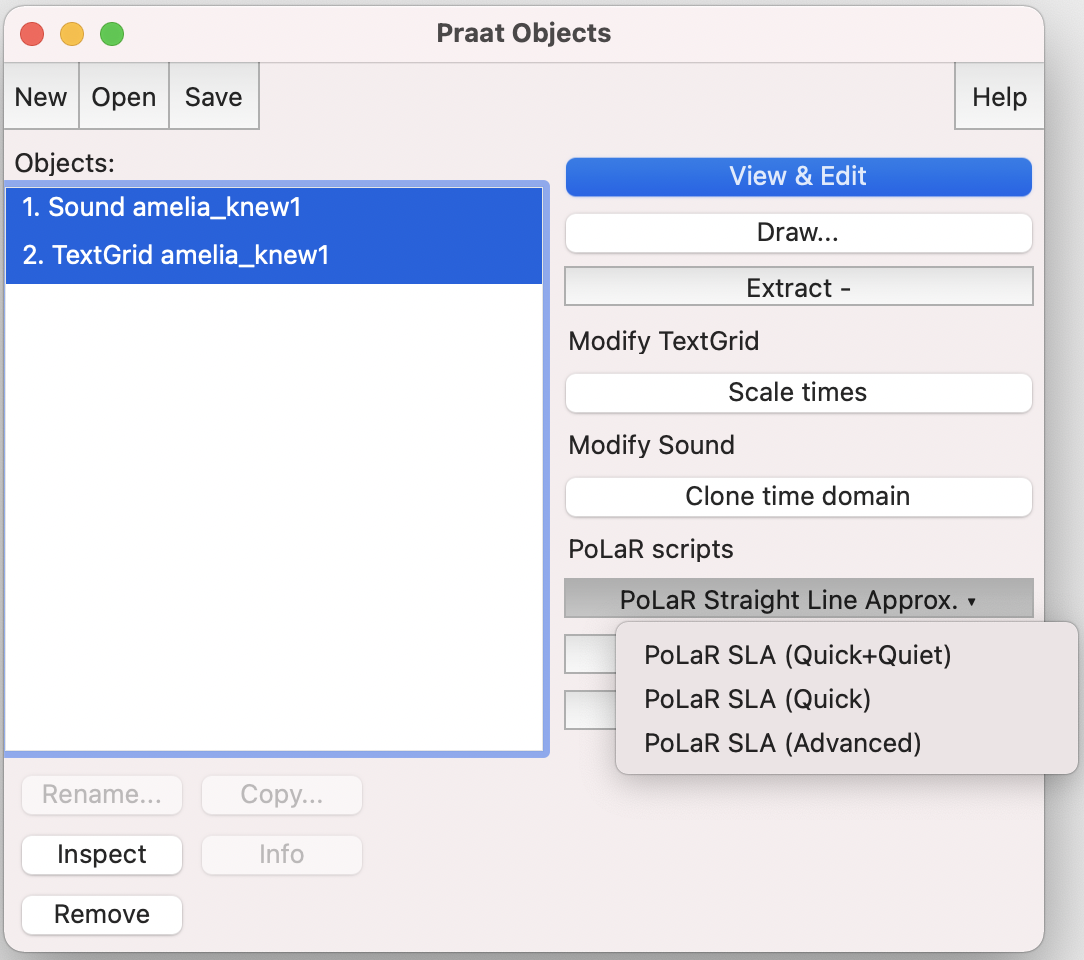 Praat Objects
New Open Save Help
Objects:
1. Sound amelia_knew1
2. TextGrid amelia_knew1
View & Edit
Draw...
Extract -
Modify TextGrid
Scale times
Modify Sound
Clone time domain
PoLaR scripts
PoLaR Straight Line Approx. ▾
PoLaR SLA (Quick+Quiet)
PoLaR SLA (Quick)
PoLaR SLA (Advanced)
Rename... Copy...
Inspect Info
Remove